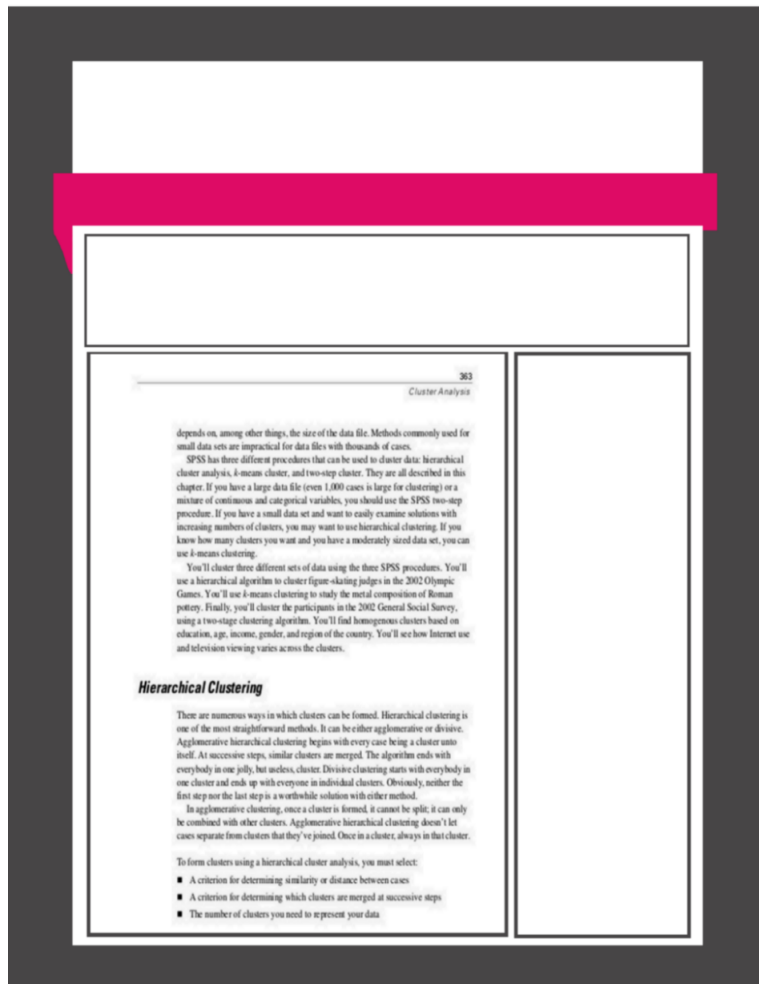 363
Cluster Analysis
depends on, among other things, the size of the data file. Methods commonly used for
small data sets are impractical for data files with thousands of cases.
SPSS has three different procedures that can be used to cluster data: hierarchical
cluster analysis, k-means cluster, and two-step cluster. They are all described in this
chapter. If you have a large data file (even 1,000 cases is large for clustering) or a
mixture of continuous and categorical variables, you should use the SPSS two-step
procedure. If you have a small data set and want to easily examine solutions with
increasing numbers of clusters, you may want to use hierarchical clustering. If you
know how many clusters you want and you have a moderately sized data set, you can
use k-means clustering.
You'll cluster three different sets of data using the three SPSS procedures. You'll
use a hierarchical algorithm to cluster figure-skating judges in the 2002 Olympic
Games. You'll use k-means clustering to study the metal composition of Roman
pottery. Finally, you'll cluster the participants in the 2002 General Social Survey,
using a two-stage clustering algorithm. You'll find homogenous clusters based on
education, age, income, gender, and region of the country. You'll see how Internet use
and television viewing varies across the clusters.
Hierarchical Clustering
There are numerous ways in which clusters can be formed. Hierarchical clustering is
one of the most straightforward methods. It can be either agglomerative or divisive.
Agglomerative hierarchical clustering begins with every case being a cluster unto
itself. At successive steps, similar clusters are merged. The algorithm ends with
everybody in one jolly, but useless, cluster. Divisive clustering starts with everybody in
one cluster and ends up with everyone in individual clusters. Obviously, neither the
first step nor the last step is a worthwhile solution with either method.
In agglomerative clustering, once a cluster is formed, it cannot be split; it can only
be combined with other clusters. Agglomerative hierarchical clustering doesn't let
cases separate from clusters that they've joined. Once in a cluster, always in that cluster.
To form clusters using a hierarchical cluster analysis, you must select:
■ A criterion for determining similarity or distance between cases
■ A criterion for determining which clusters are merged at successive steps
■ The number of clusters you need to represent your data